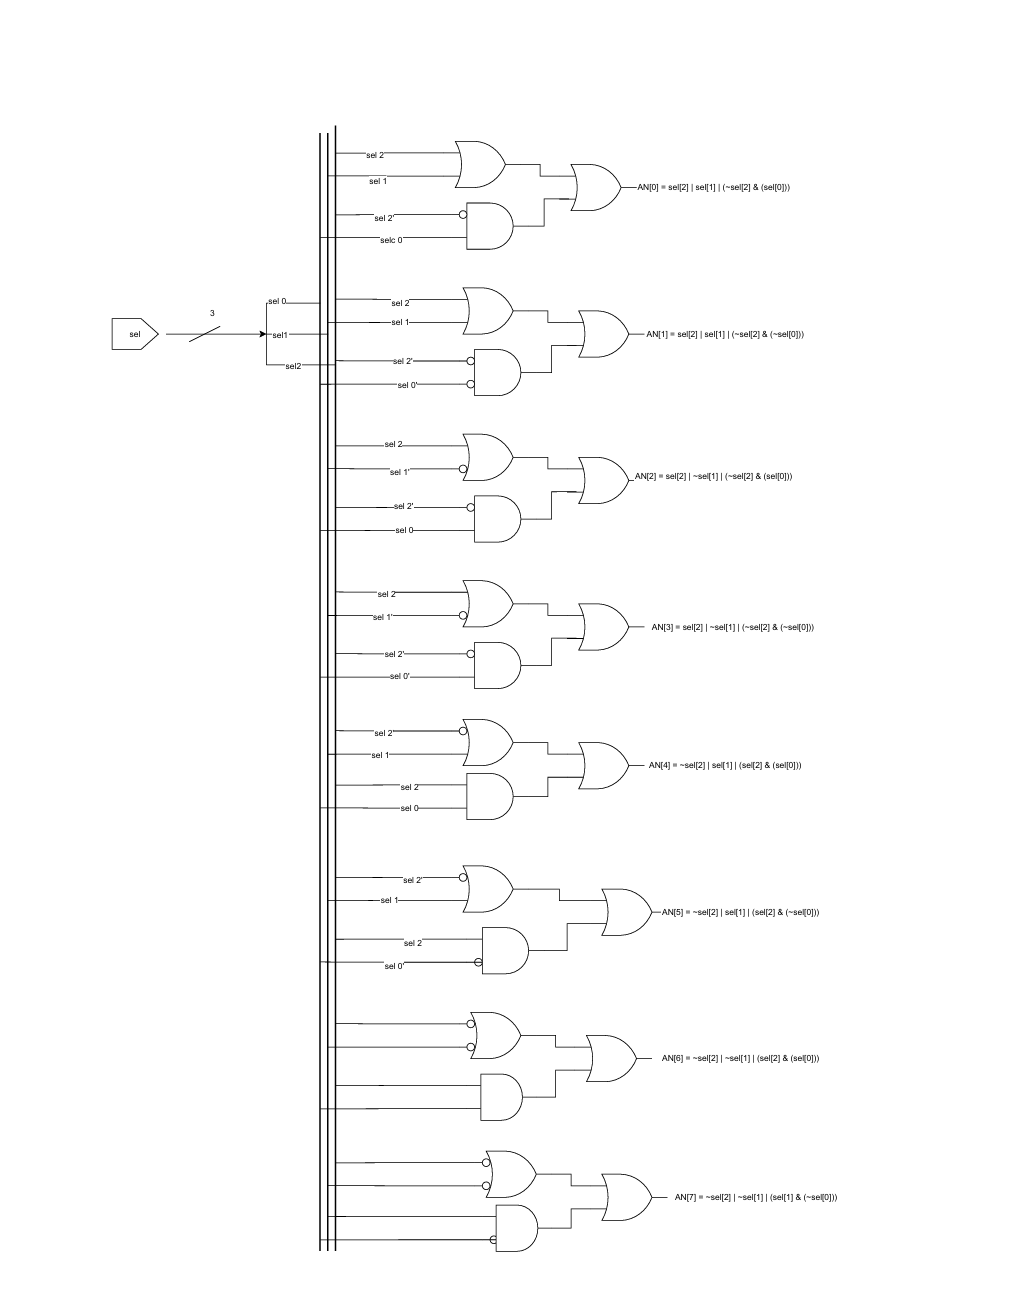 sel 2
sel 1
AN[0] = sel[2] | sel[1] | (~sel[2] & (sel[0]))
sel 2'
selc 0
sel 0
3
sel
sel1
sel2
sel 2
sel 1
AN[1] = sel[2] | sel[1] | (~sel[2] & (~sel[0]))
sel 2'
sel 0'
sel 2
sel 1'
AN[2] = sel[2] | ~sel[1] | (~sel[2] & (sel[0]))
sel 2'
sel 0
sel 2
sel 1'
AN[3] = sel[2] | ~sel[1] | (~sel[2] & (~sel[0]))
sel 2'
sel 0'
sel 2'
sel 1
AN[4] = ~sel[2] | sel[1] | (sel[2] & (sel[0]))
sel 2
sel 0
sel 2'
sel 1
AN[5] = ~sel[2] | sel[1] | (sel[2] & (~sel[0]))
sel 2
sel 0'
AN[6] = ~sel[2] | ~sel[1] | (sel[2] & (sel[0]))
AN[7] = ~sel[2] | ~sel[1] | (sel[1] & (~sel[0]))